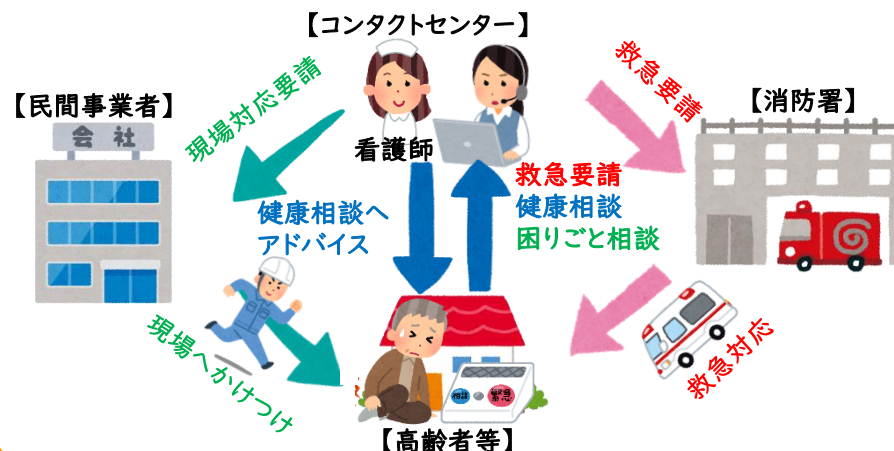 【コンタクトセンター】
救急要請
現場対応要請
【民間事業者】
会社
【消防署】
看護師
救急要請
健康相談
困りごと相談
健康相談へ
アドバイス
現場へかけつけ
相談
緊急
救急対応
【高齢者等】